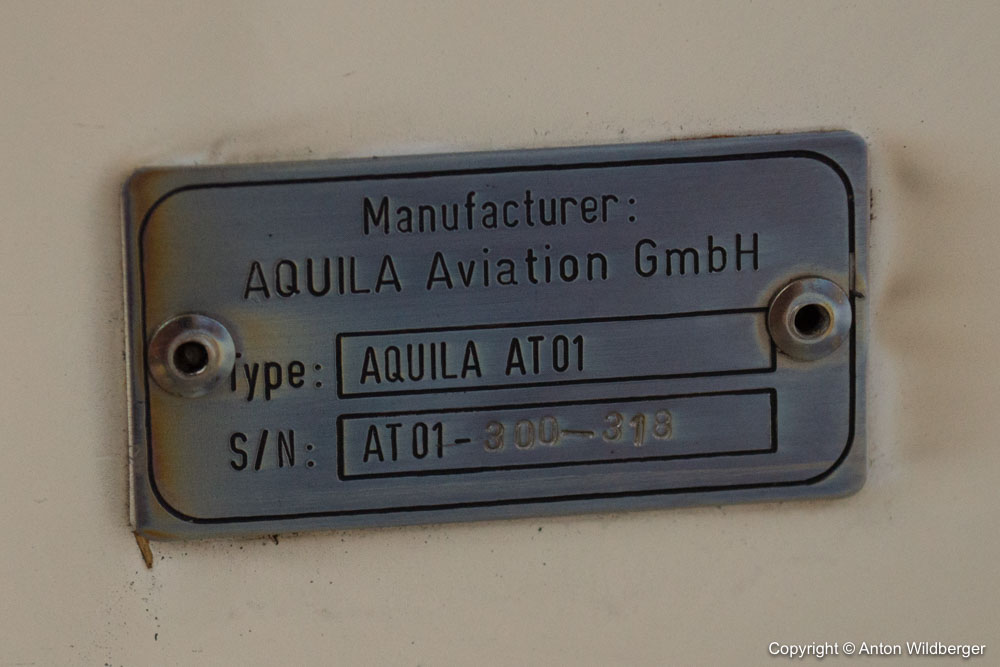 Manufacturer:
AQUILA Aviation GmbH
Type: AQUILA AT01
S/N: AT01-300-318
Copyright © Anton Wildberger